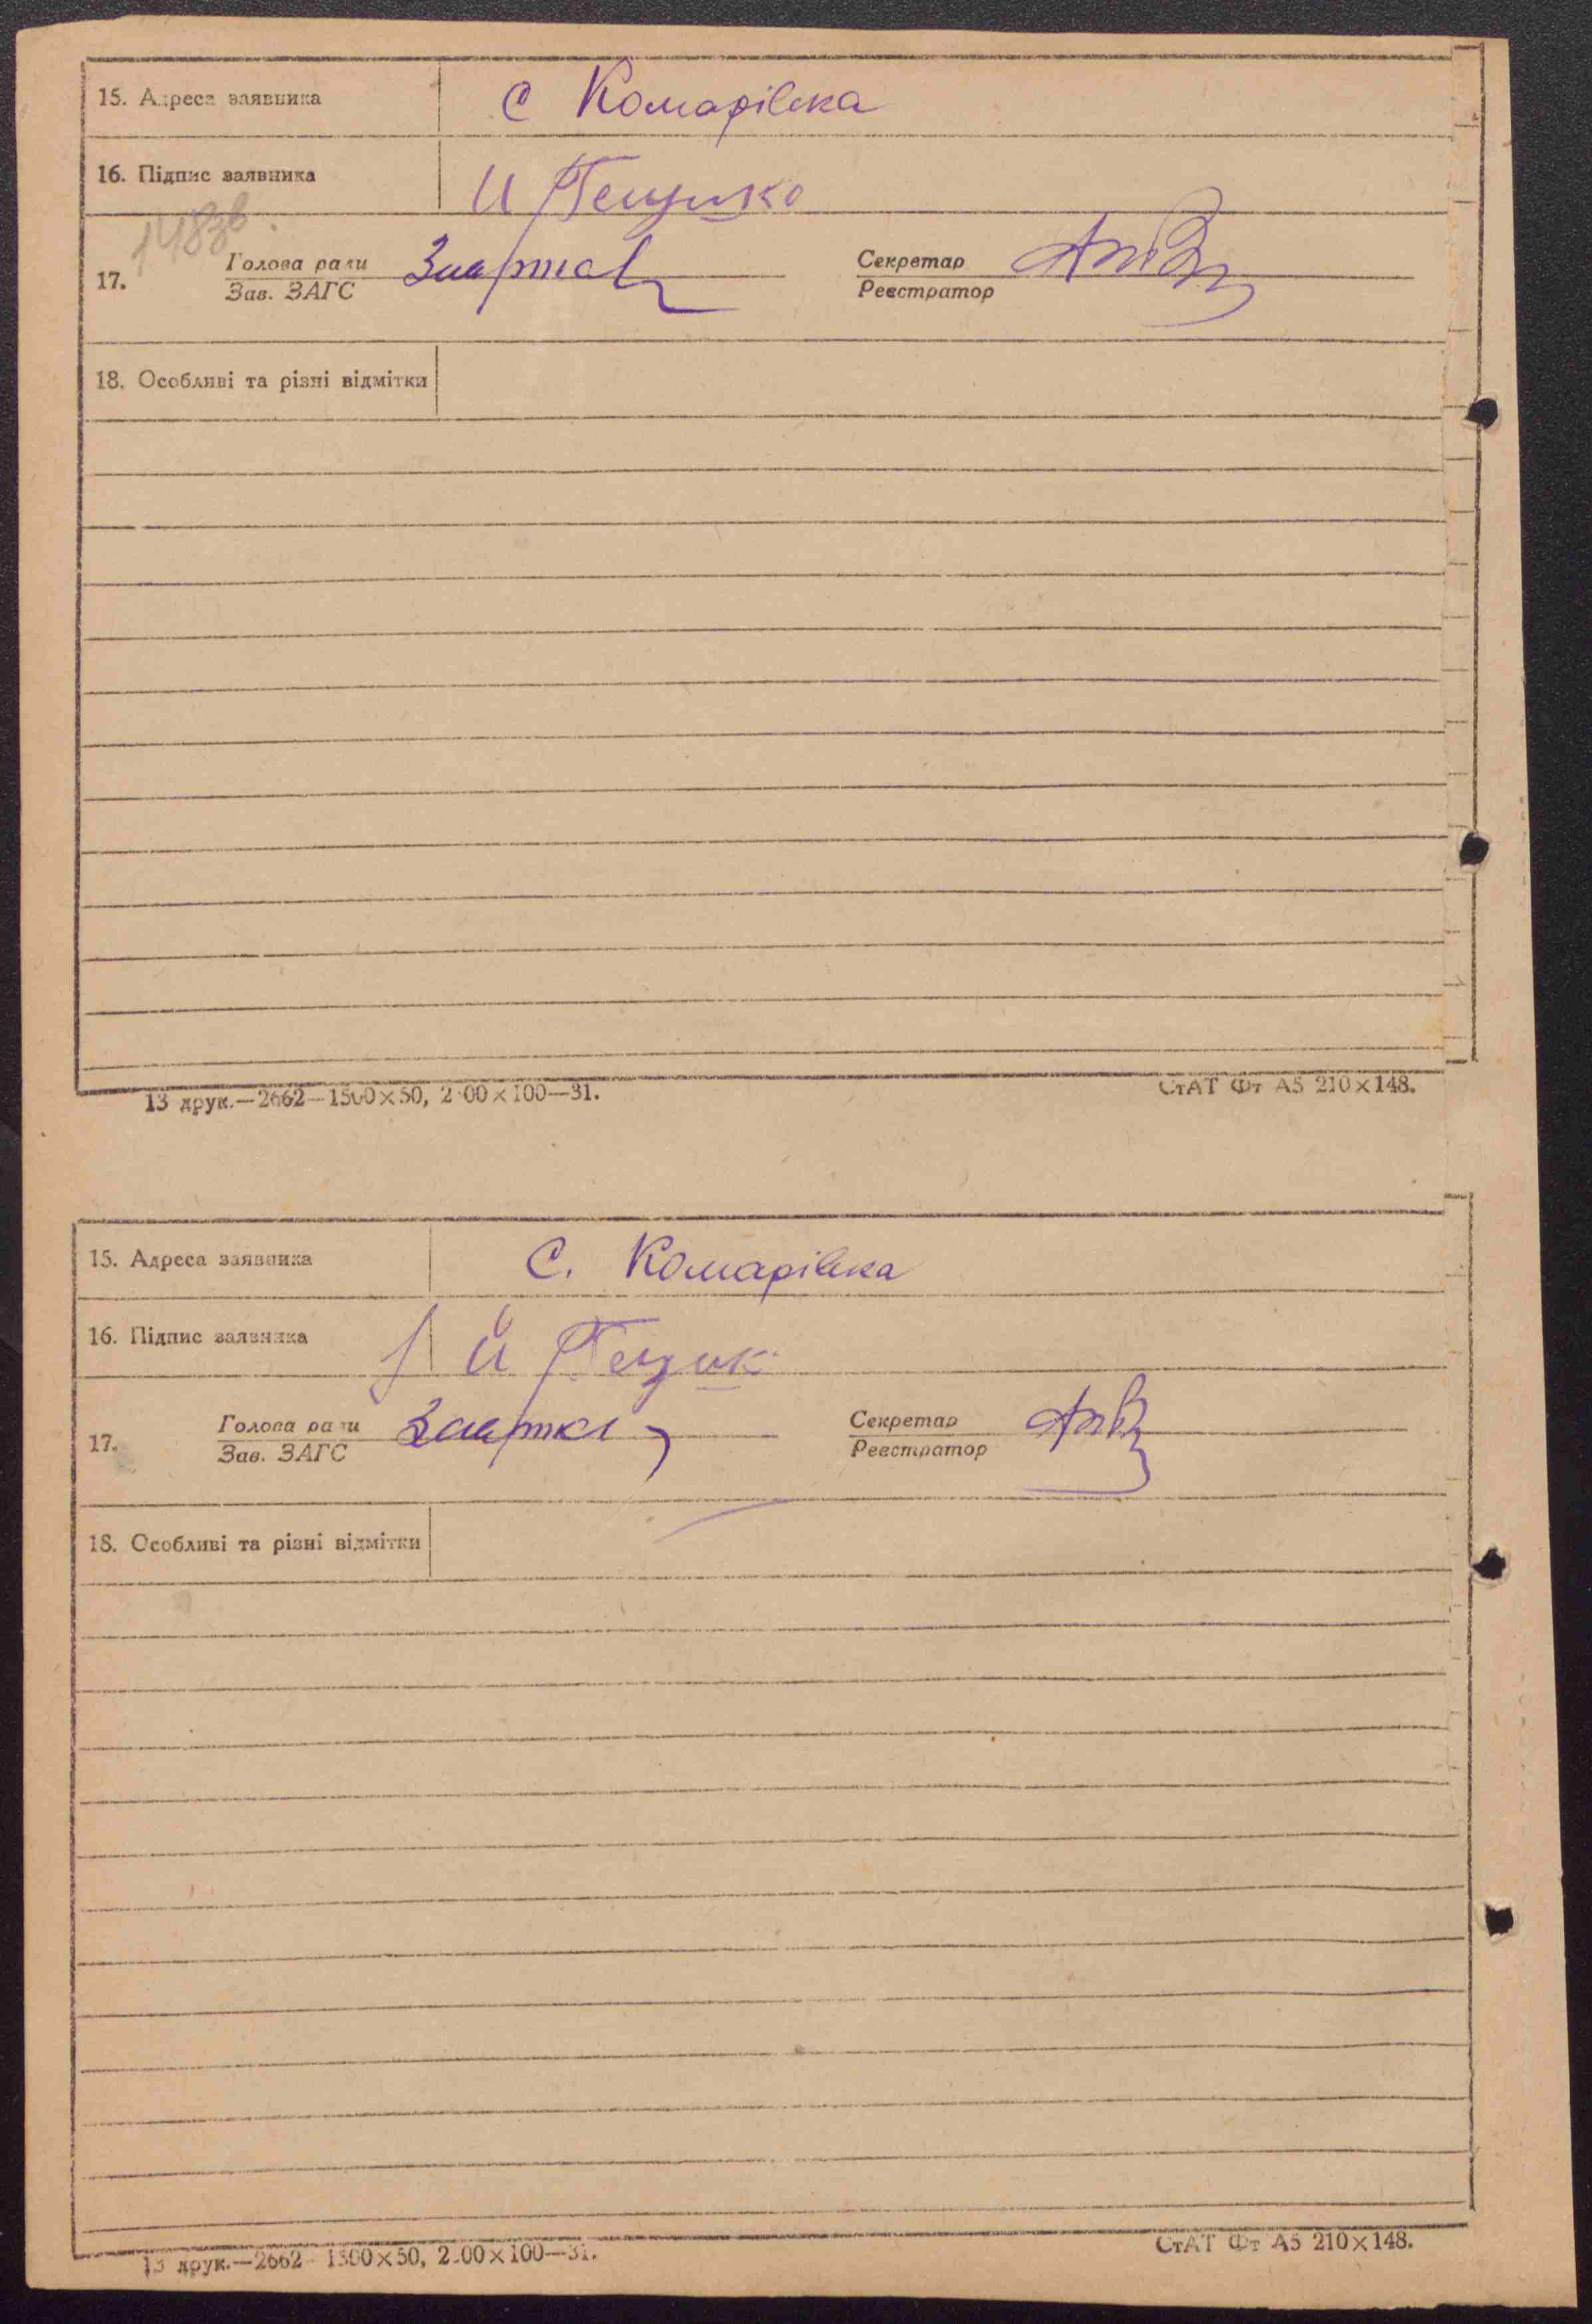 15. Адреса заявника С Комарівка
16. Підпис заявника
148зв.
17. Голова ради Секретар
Зав. ЗАГС Реєстратор
18. Особливі та різні відмітки
13 друк.—2662—1500×50, 2·00×100—31. СтАТ Фт А5 210×148.
15. Адреса заявника С. Комарівка
16. Підпис заявника
17. Голова ради Секретар
Зав. ЗАГС Реєстратор
18. Особливі та різні відмітки
13 друк.—2662 1500×50, 2.00×100—31. СтАТ Фт А5 210×148.